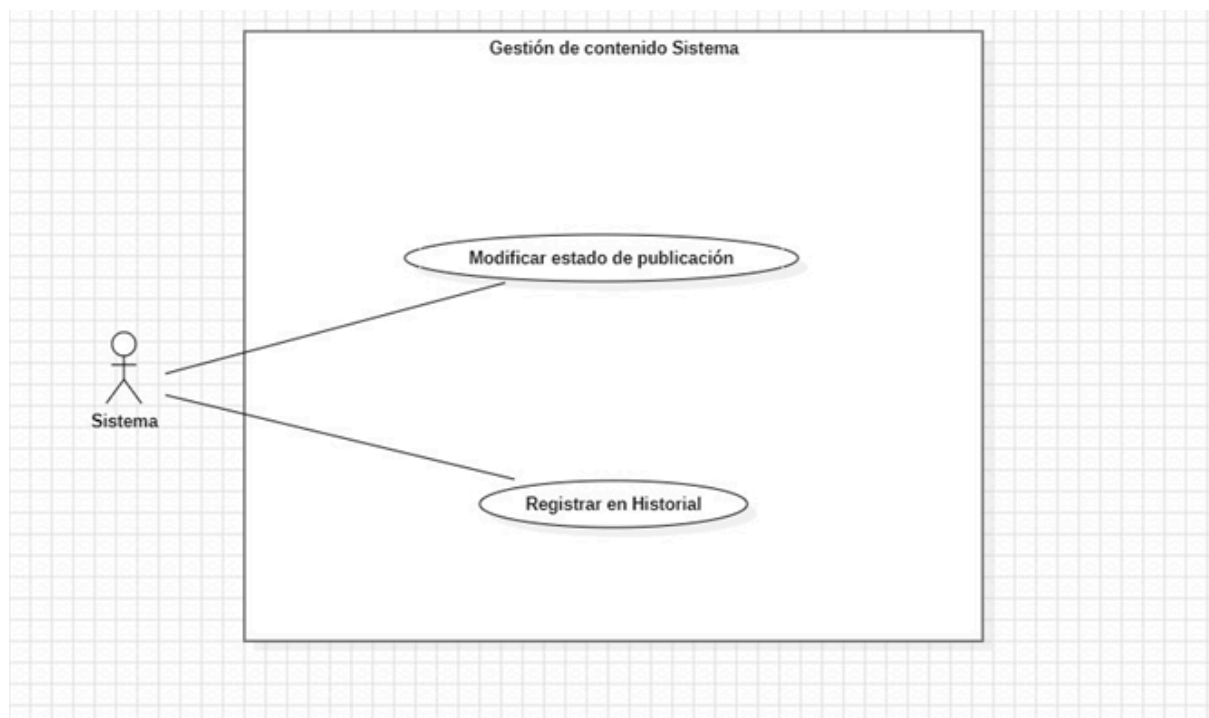 Gestión de contenido Sistema
Modificar estado de publicación
Sistema
Registrar en Historial